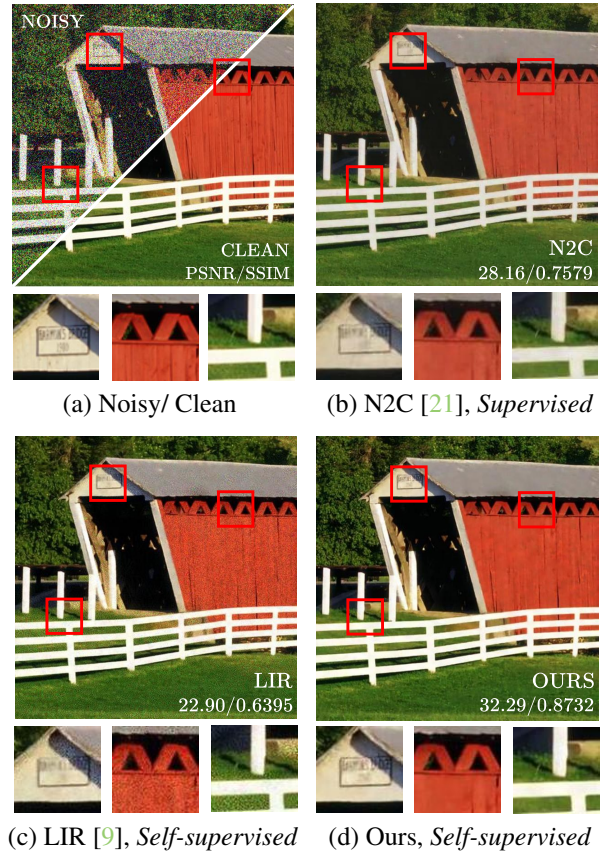 NOISY
CLEAN
PSNR/SSIM
N2C
28.16/0.7579
(a) Noisy/ Clean
(b) N2C [21], Supervised
LIR
22.90/0.6395
OURS
32.29/0.8732
(c) LIR [9], Self-supervised
(d) Ours, Self-supervised